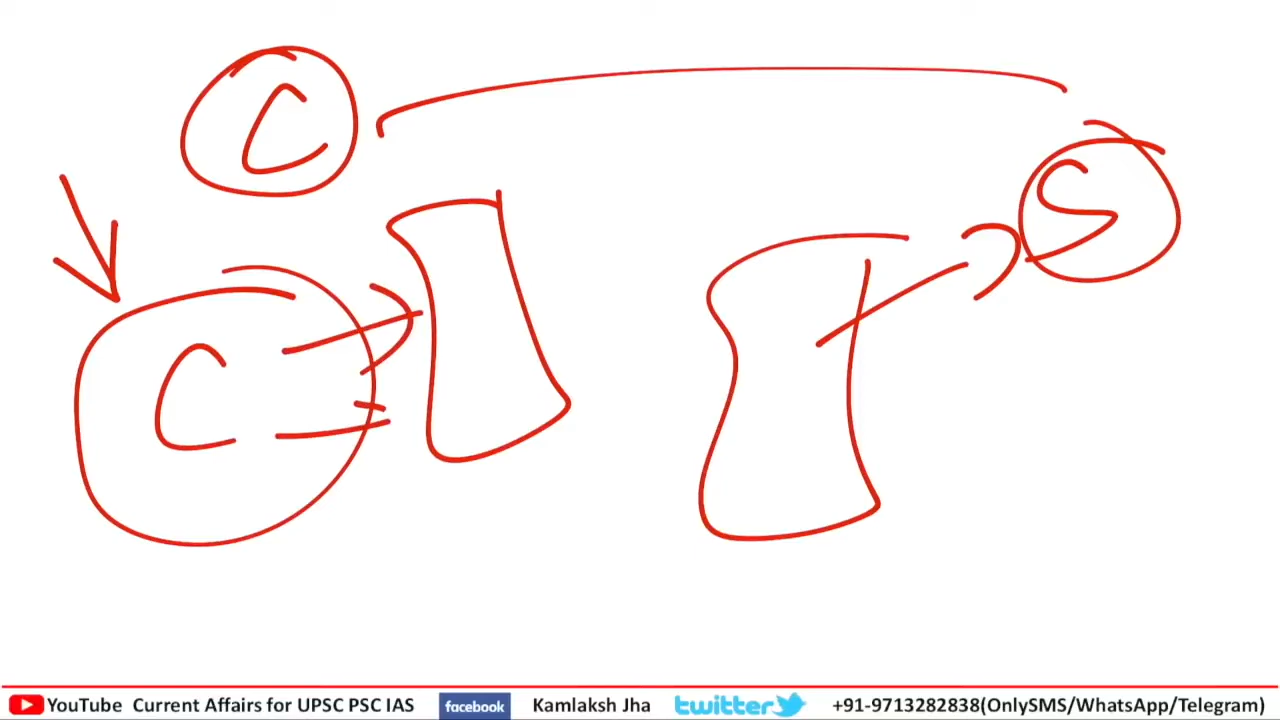 C
S
C
YouTube Current Affairs for UPSC PSC IAS facebook Kamlaksh Jha twitter +91-9713282838(OnlySMS/WhatsApp/Telegram)